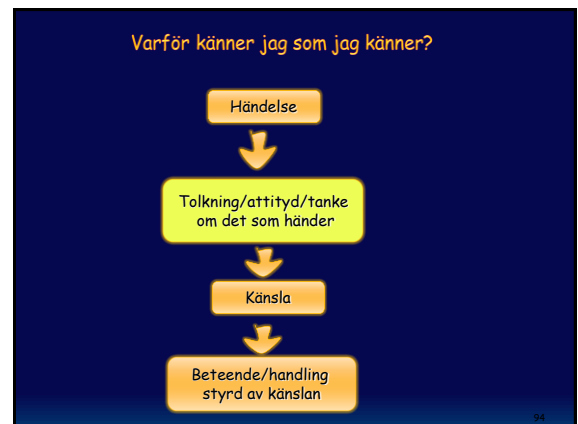 Varför känner jag som jag känner?
Händelse
Tolkning/attityd/tanke
om det som händer
Känsla
Beteende/handling
styrd av känslan
94